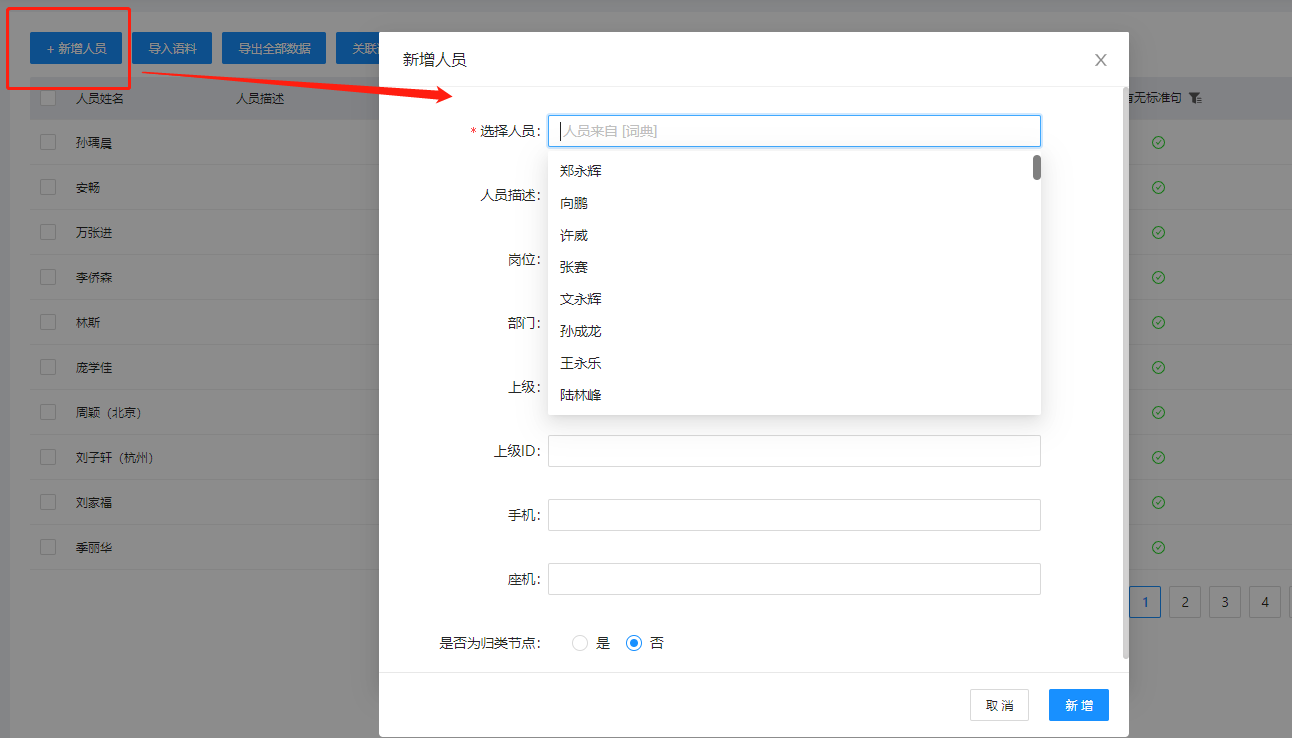 + 新增人员
导入语料
导出全部数据
关联
人员姓名
人员描述
有无标准句
孙瑀晨
安畅
万张进
李侨森
林斯
庞学佳
周颖（北京）
刘子轩（杭州）
刘家福
季丽华
1 2 3 4
新增人员
* 选择人员:
人员来自 [词典]
郑永辉
向鹏
许威
张赛
文永辉
孙成龙
王永乐
陆林峰
人员描述:
岗位:
部门:
上级:
上级ID:
手机:
座机:
是否为归类节点:
是
否
取 消
新 增